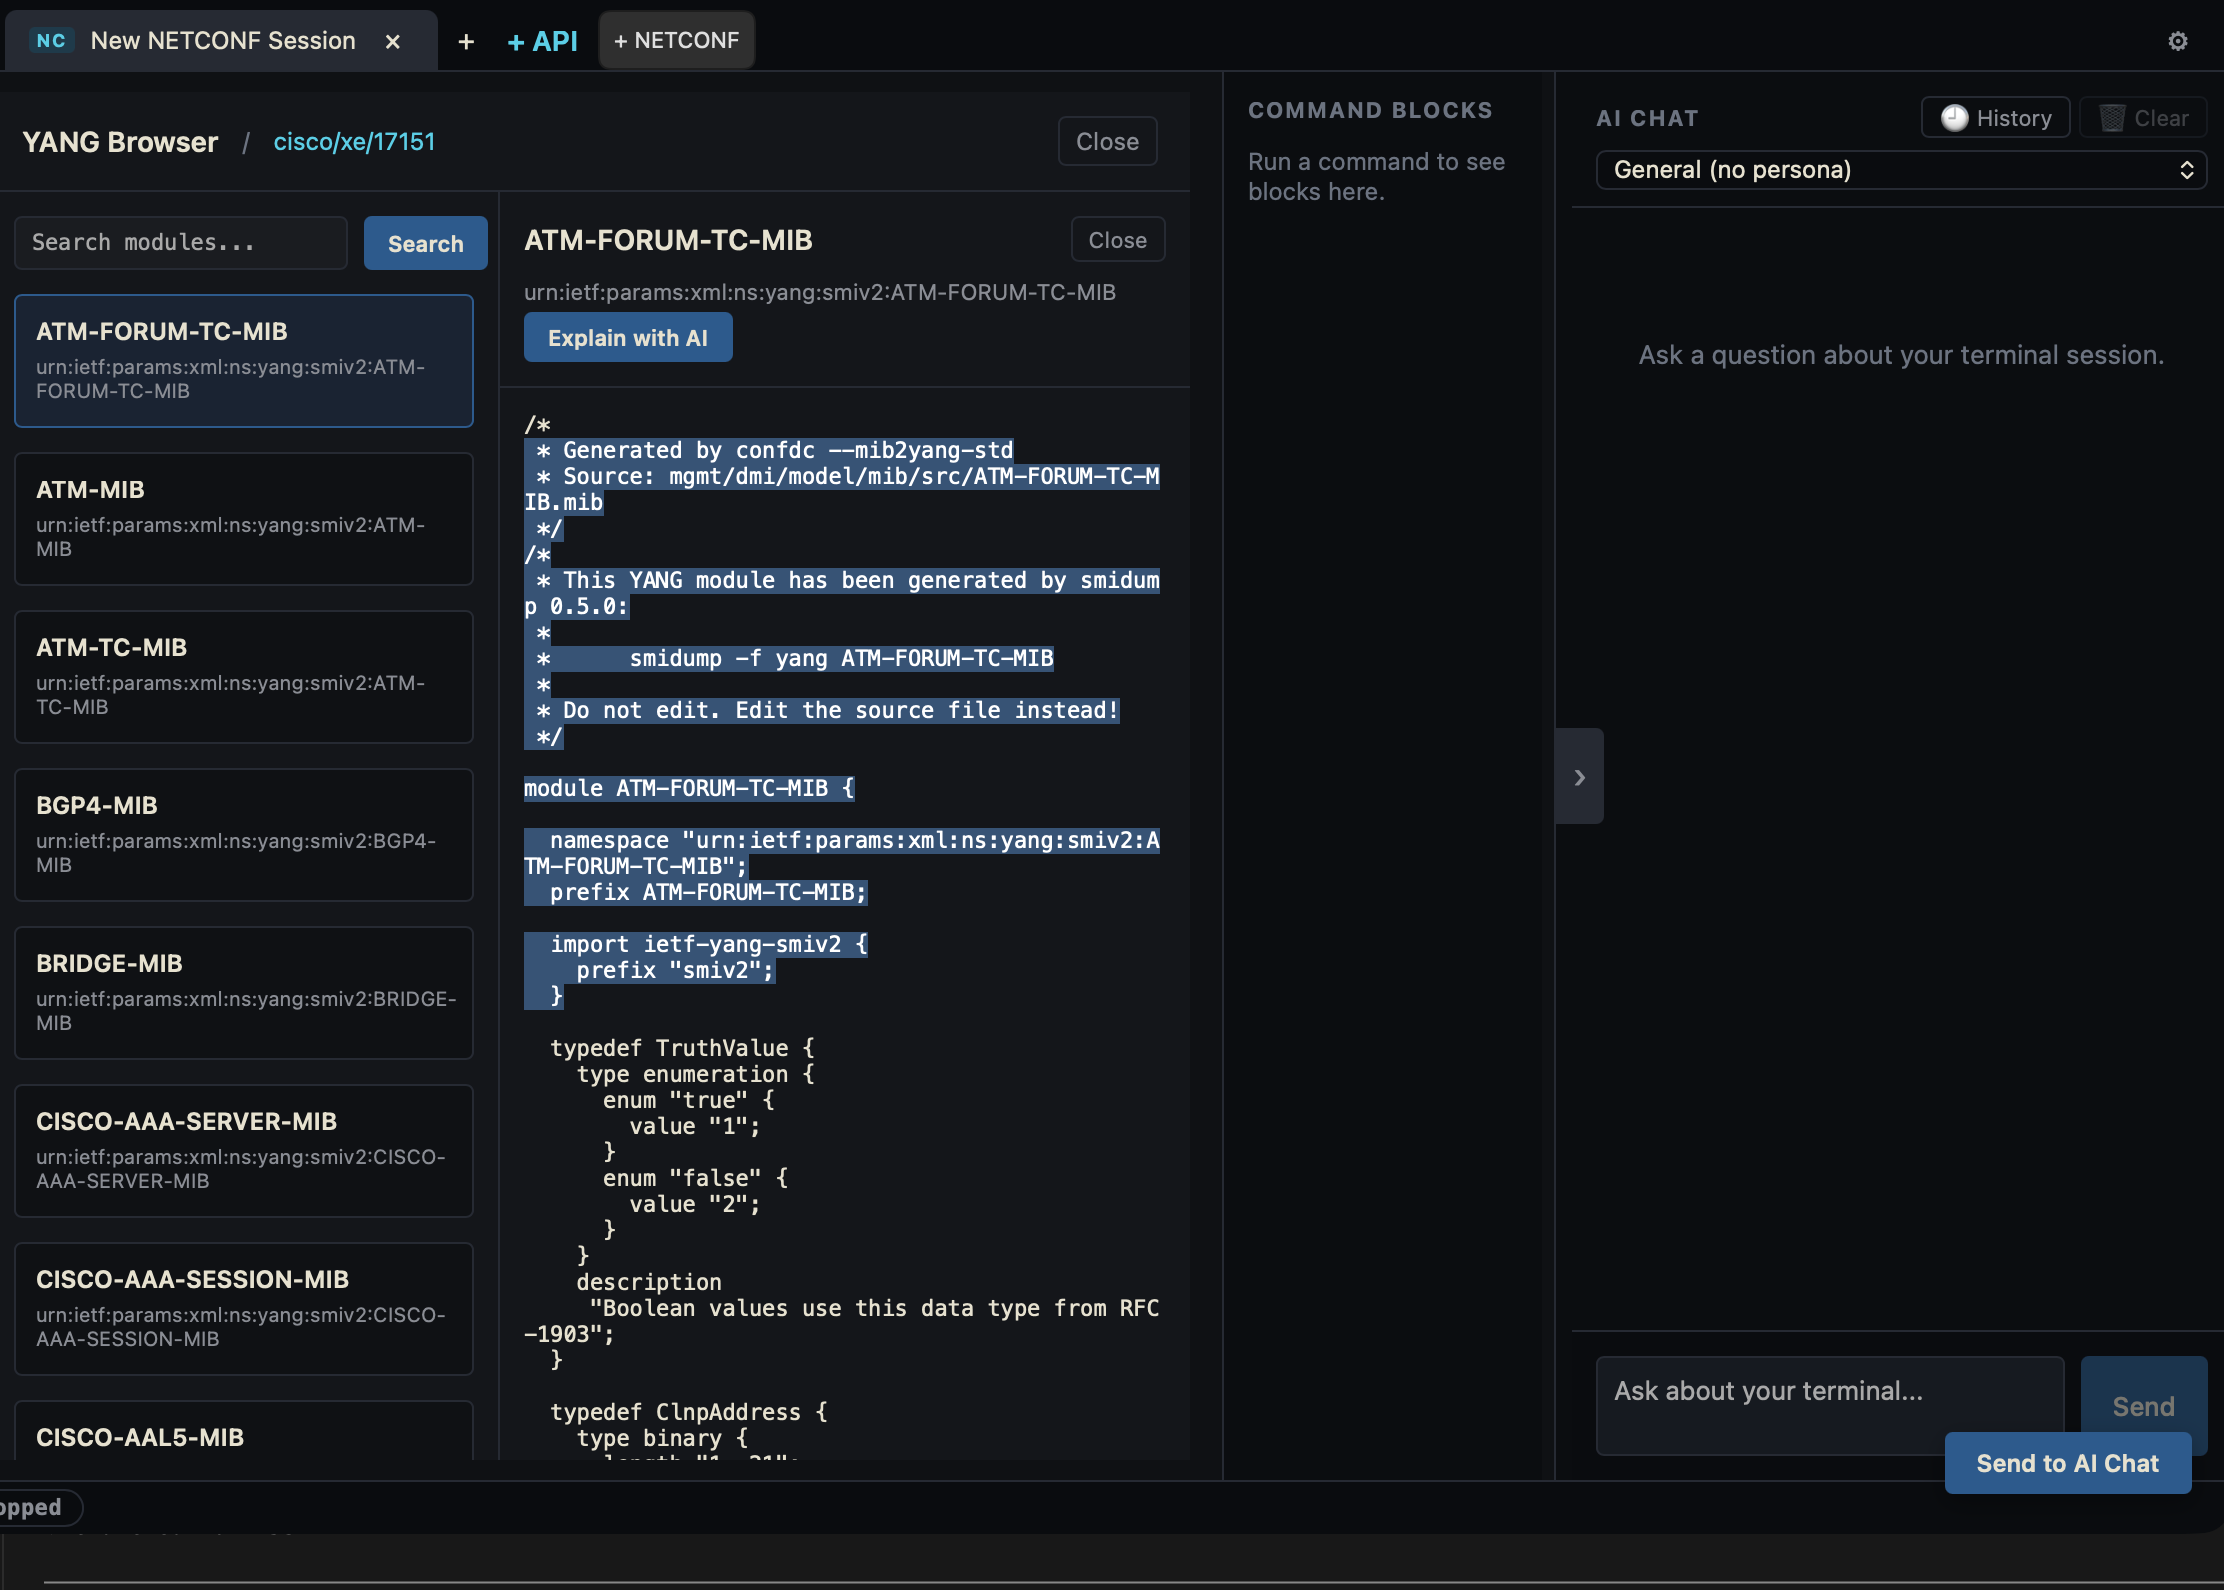 NC New NETCONF Session × + + API + NETCONF ⚙
YANG Browser / cisco/xe/17151 Close
Search modules... Search
ATM-FORUM-TC-MIB
urn:ietf:params:xml:ns:yang:smiv2:ATM-
FORUM-TC-MIB
ATM-MIB
urn:ietf:params:xml:ns:yang:smiv2:ATM-
MIB
ATM-TC-MIB
urn:ietf:params:xml:ns:yang:smiv2:ATM-
TC-MIB
BGP4-MIB
urn:ietf:params:xml:ns:yang:smiv2:BGP4-
MIB
BRIDGE-MIB
urn:ietf:params:xml:ns:yang:smiv2:BRIDGE-
MIB
CISCO-AAA-SERVER-MIB
urn:ietf:params:xml:ns:yang:smiv2:CISCO-
AAA-SERVER-MIB
CISCO-AAA-SESSION-MIB
urn:ietf:params:xml:ns:yang:smiv2:CISCO-
AAA-SESSION-MIB
CISCO-AAL5-MIB
ATM-FORUM-TC-MIB Close
urn:ietf:params:xml:ns:yang:smiv2:ATM-FORUM-TC-MIB
Explain with AI
/*
 * Generated by confdc --mib2yang-std
 * Source: mgmt/dmi/model/mib/src/ATM-FORUM-TC-M
IB.mib
 */
/*
 * This YANG module has been generated by smidum
p 0.5.0:
 *
 *      smidump -f yang ATM-FORUM-TC-MIB
 *
 * Do not edit. Edit the source file instead!
 */
module ATM-FORUM-TC-MIB {
  namespace "urn:ietf:params:xml:ns:yang:smiv2:A
TM-FORUM-TC-MIB";
  prefix ATM-FORUM-TC-MIB;
  import ietf-yang-smiv2 {
    prefix "smiv2";
  }
  typedef TruthValue {
    type enumeration {
      enum "true" {
        value "1";
      }
      enum "false" {
        value "2";
      }
    }
    description
     "Boolean values use this data type from RFC
-1903";
  }
  typedef ClnpAddress {
    type binary {
COMMAND BLOCKS
Run a command to see
blocks here.
AI CHAT History Clear
General (no persona)
Ask a question about your terminal session.
›
Ask about your terminal...
Send
Send to AI Chat
opped